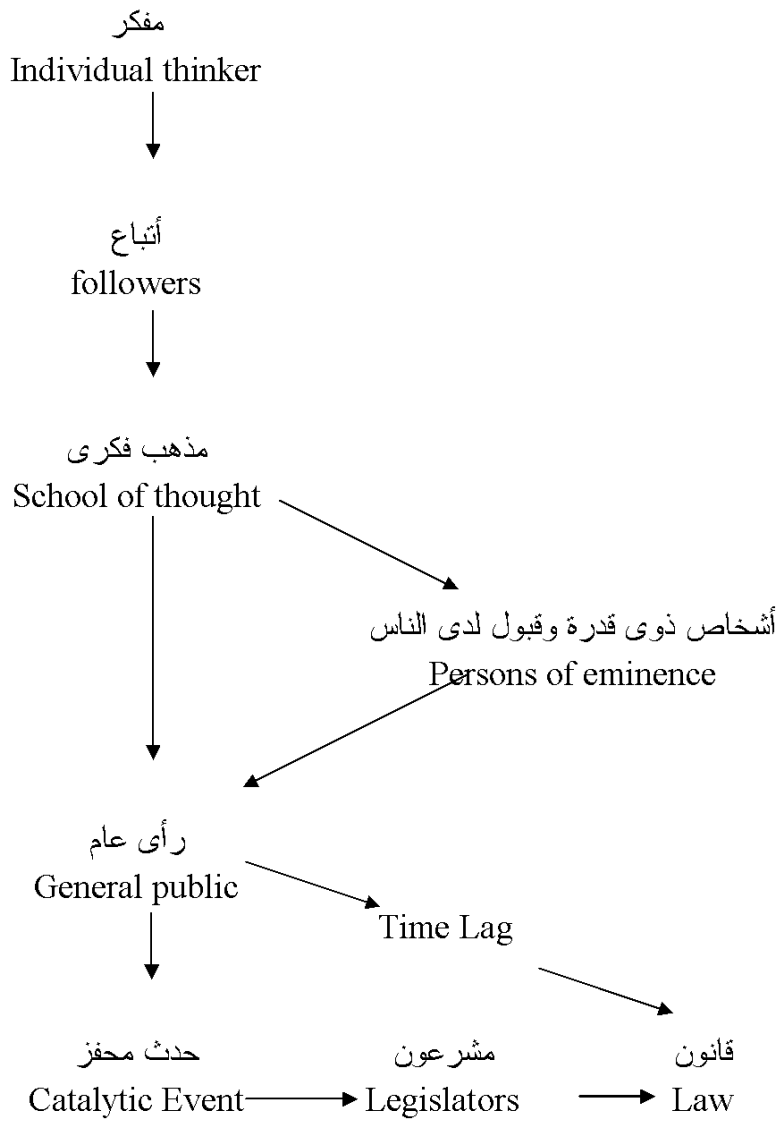 مفكر
Individual thinker
أتباع
followers
مذهب فكرى
School of thought
أشخاص ذوى قدرة وقبول لدى الناس
Persons of eminence
رأى عام
General public
Time Lag
حدث محفز
Catalytic Event
مشرعون
Legislators
قانون
Law